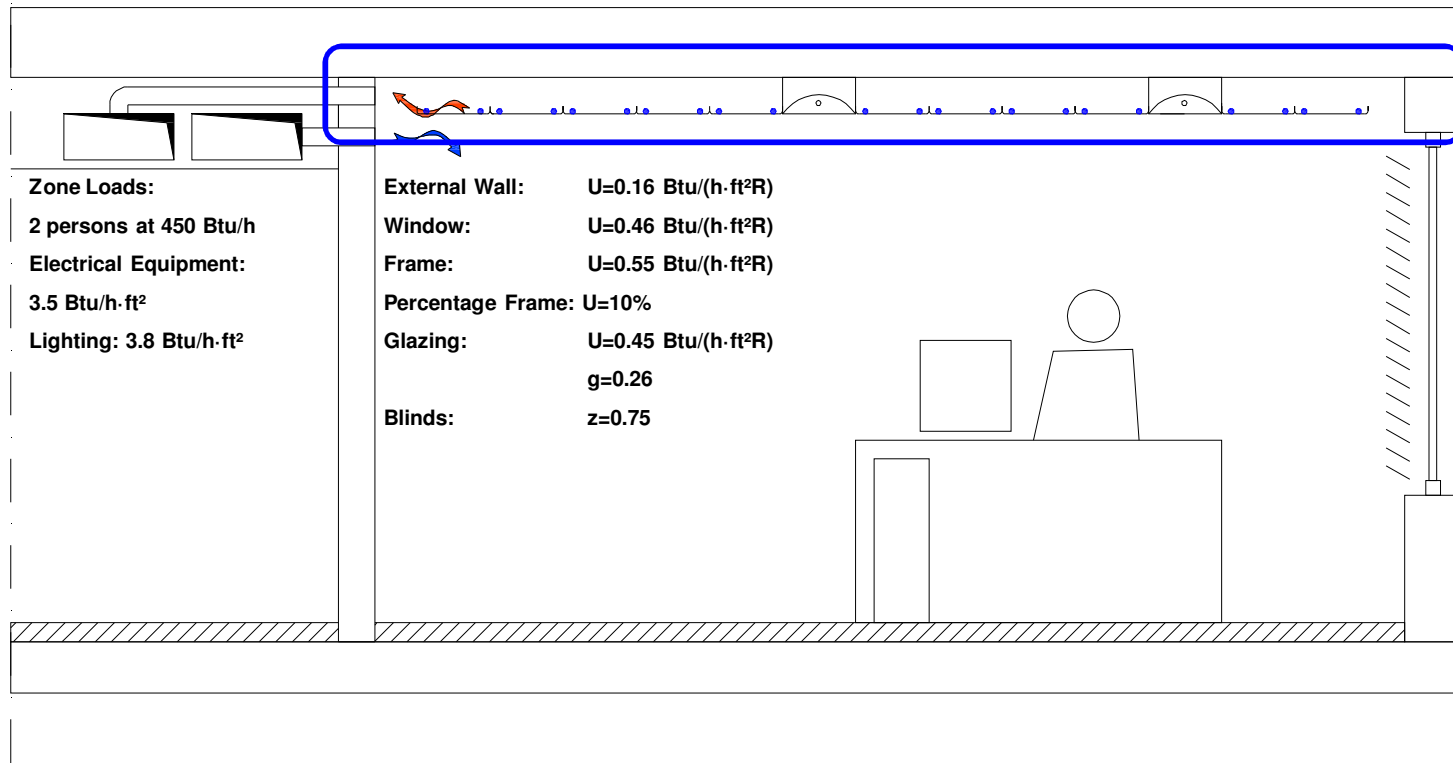 Zone Loads:
2 persons at 450 Btu/h
Electrical Equipment:
3.5 Btu/h·ft²
Lighting: 3.8 Btu/h·ft²
External Wall: U=0.16 Btu/(h·ft²R)
Window: U=0.46 Btu/(h·ft²R)
Frame: U=0.55 Btu/(h·ft²R)
Percentage Frame: U=10%
Glazing: U=0.45 Btu/(h·ft²R)
g=0.26
Blinds: z=0.75